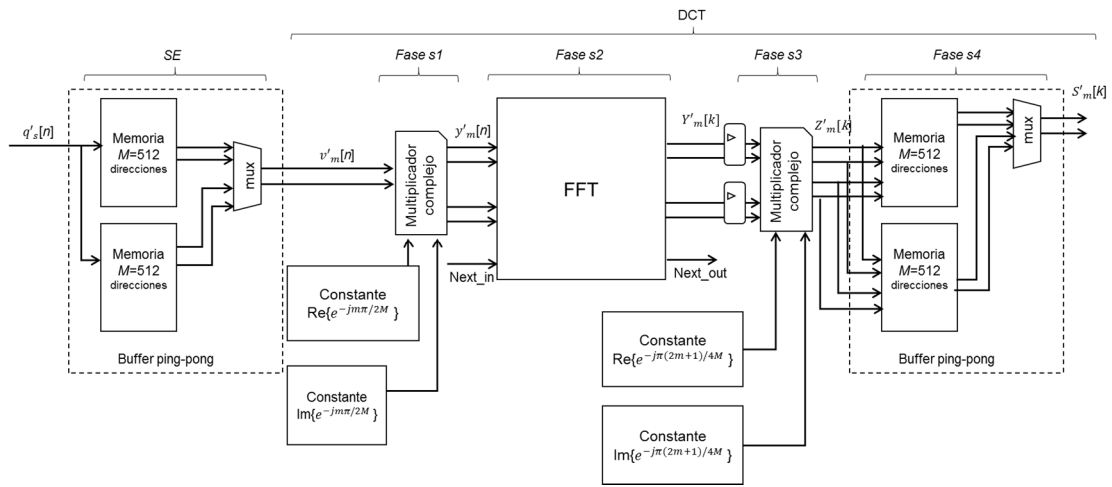 DCT
SE
Fase s1
Fase s2
Fase s3
Fase s4
q'ₛ[n]
Memoria
M=512
direcciones
Memoria
M=512
direcciones
mux
v'ₘ[n]
Multiplicador
complejo
y'ₘ[n]
Next_in
FFT
Next_out
Y'ₘ[k]
∇
∇
Multiplicador
complejo
Z'ₘ[k]
Memoria
M=512
direcciones
Memoria
M=512
direcciones
mux
S'ₘ[k]
Buffer ping-pong
Constante
Re{e^{-jmπ/2M}}
Constante
Im{e^{-jmπ/2M}}
Constante
Re{e^{-jπ(2m+1)/4M}}
Constante
Im{e^{-jπ(2m+1)/4M}}
Buffer ping-pong